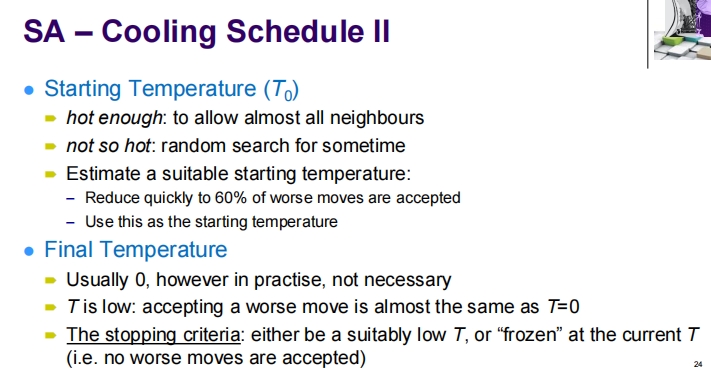 SA – Cooling Schedule II
● Starting Temperature (T0)
hot enough: to allow almost all neighbours
not so hot: random search for sometime
Estimate a suitable starting temperature:
– Reduce quickly to 60% of worse moves are accepted
– Use this as the starting temperature
● Final Temperature
Usually 0, however in practise, not necessary
T is low: accepting a worse move is almost the same as T=0
The stopping criteria: either be a suitably low T, or “frozen” at the current T
(i.e. no worse moves are accepted)
24